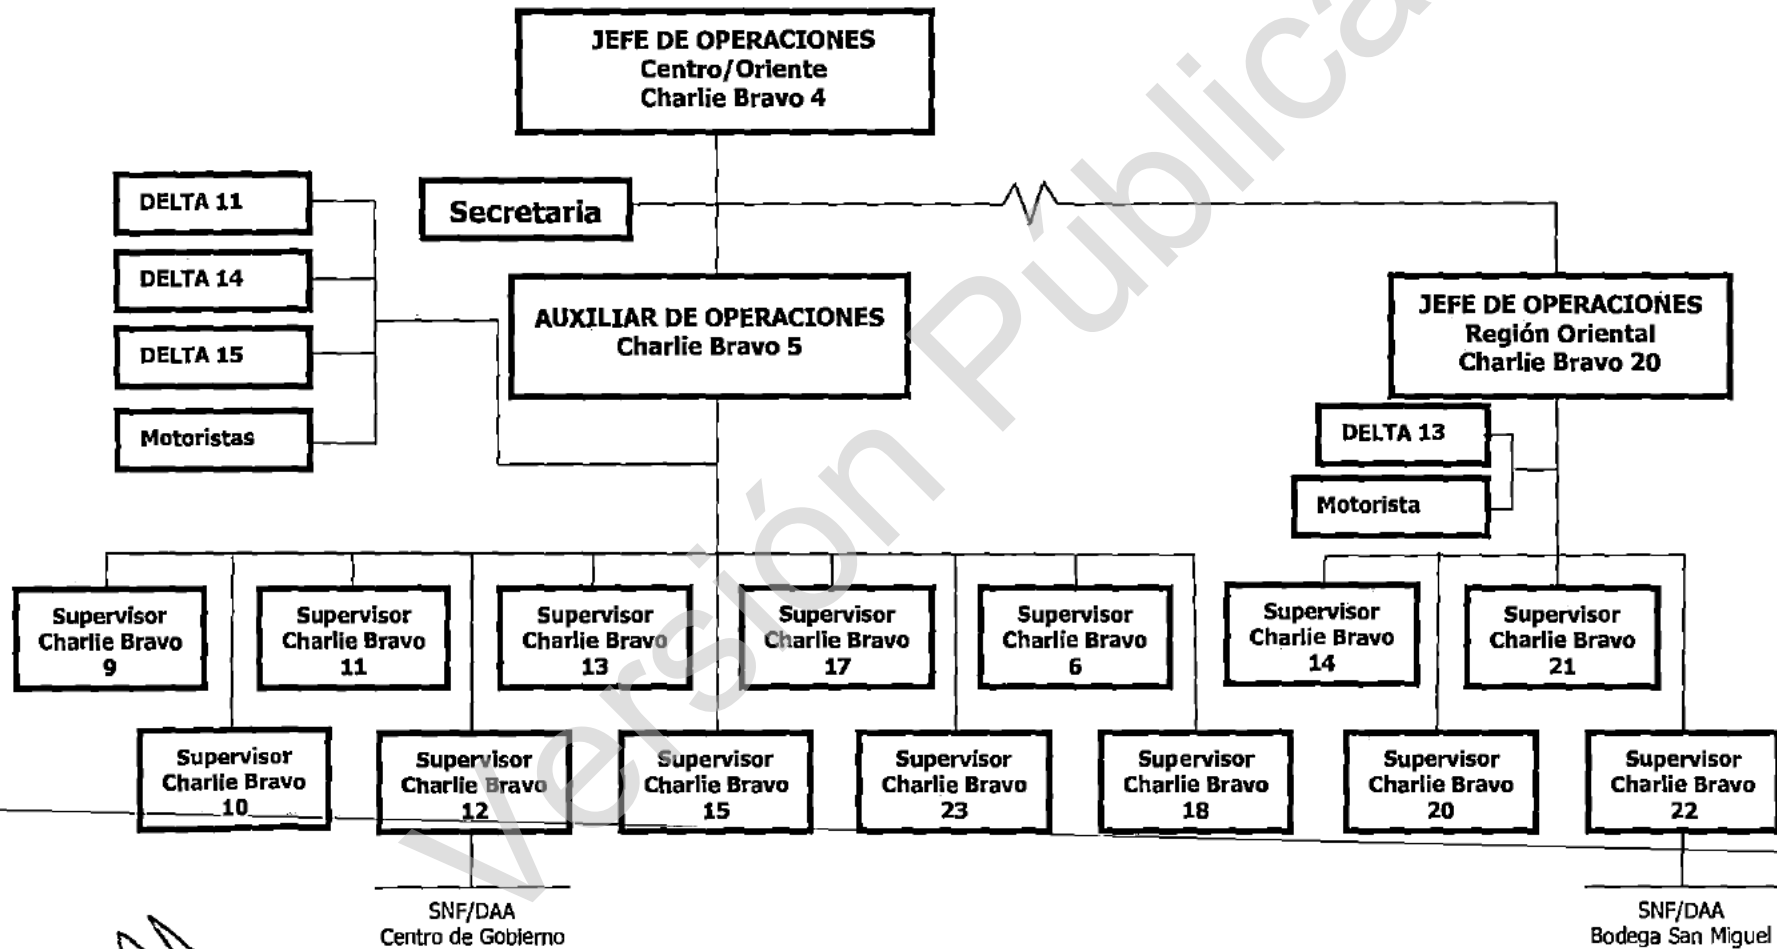 JEFE DE OPERACIONES
Centro/Oriente
Charlie Bravo 4
DELTA 11
Secretaria
DELTA 14
DELTA 15
Motoristas
AUXILIAR DE OPERACIONES
Charlie Bravo 5
JEFE DE OPERACIONES
Región Oriental
Charlie Bravo 20
DELTA 13
Motorista
Supervisor
Charlie Bravo
9
Supervisor
Charlie Bravo
11
Supervisor
Charlie Bravo
13
Supervisor
Charlie Bravo
17
Supervisor
Charlie Bravo
6
Supervisor
Charlie Bravo
14
Supervisor
Charlie Bravo
21
Supervisor
Charlie Bravo
10
Supervisor
Charlie Bravo
12
Supervisor
Charlie Bravo
15
Supervisor
Charlie Bravo
23
Supervisor
Charlie Bravo
18
Supervisor
Charlie Bravo
20
Supervisor
Charlie Bravo
22
SNF/DAA
Centro de Gobierno
SNF/DAA
Bodega San Miguel
Versión Pública